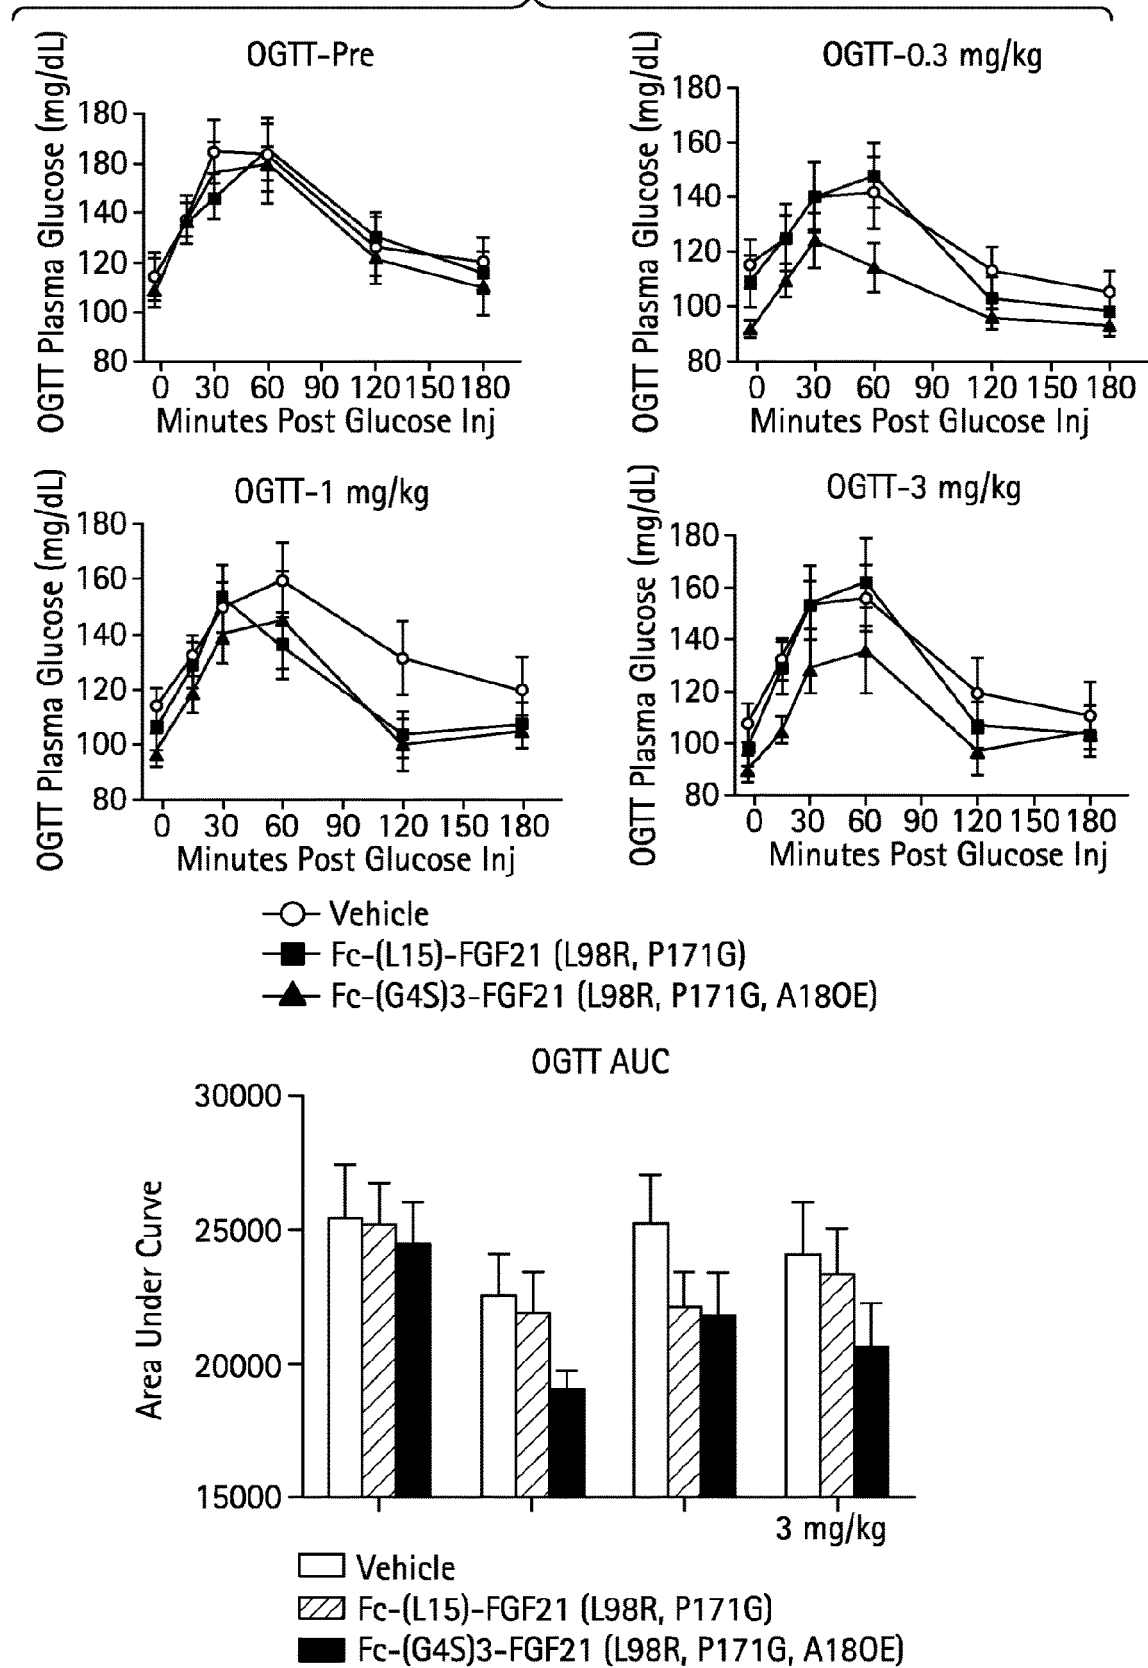 OGTT-Pre
OGTT Plasma Glucose (mg/dL)
180
180
140
120
100
80
0 30 60 90 120 150 180
Minutes Post Glucose Inj
OGTT-0.3 mg/kg
OGTT Plasma Glucose (mg/dL)
180
160
140
120
100
80
0 30 60 90 120 150 180
Minutes Post Glucose Inj
OGTT-1 mg/kg
OGTT Plasma Glucose (mg/dL)
180
160
140
120
100
80
0 30 60 90 120 150 180
Minutes Post Glucose Inj
OGTT-3 mg/kg
OGTT Plasma Glucose (mg/dL)
180
160
140
120
100
80
0 30 60 90 120 150 180
Minutes Post Glucose Inj
Vehicle
Fc-(L15)-FGF21 (L98R, P171G)
Fc-(G4S)3-FGF21 (L98R, P171G, A180E)
OGTT AUC
Area Under Curve
30000
25000
20000
15000
3 mg/kg
Vehicle
Fc-(L15)-FGF21 (L98R, P171G)
Fc-(G4S)3-FGF21 (L98R, P171G, A180E)